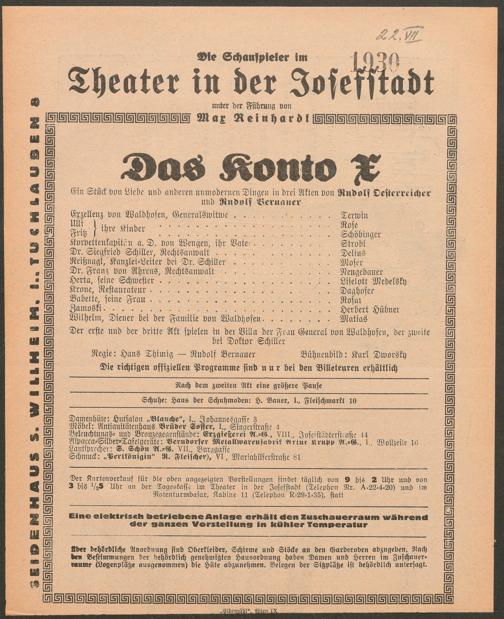 22. VII
1930
Die Schauspieler im
Theater in der Josefstadt
unter der Führung von
Max Reinhardt
SEIDENHAUS S. WILLHEIM, I., TUCHLAUBEN 8
Das Konto X
Ein Stück von Liebe und anderen unmodernen Dingen in drei Akten von Rudolf Oesterreicher
und Rudolf Bernauer
Exzellenz von Waldhofen, Generalswitwe . . . Terwin
Ulli } Rose
Fritz } ihre Kinder . . . Schöbinger
Korvettenkapitän a. D. von Wengen, ihr Vate . . . Strobl
Dr. Siegfried Schiller, Rechtsanwalt . . . Delius
Reißnagl, Kanzlei-Leiter bei Dr. Schiller . . . Moser
Dr. Franz von Ahrens, Rechtsanwalt . . . Neugebauer
Herta, seine Schwester . . . Liselott Medelsky
Krone, Restaurateur . . . Daghofer
Babette, seine Frau . . . Rosar
Zamoski . . . Herbert Hübner
Wilhelm, Diener bei der Familie von Waldhofen . . . Matias
Der erste und der dritte Akt spielen in der Villa der Frau General von Waldhofen, der zweite
bei Doktor Schiller
Regie: Hans Thimig — Rudolf Bernauer Bühnenbild: Karl Dworsky
Die richtigen offiziellen Programme sind nur bei den Billeteuren erhältlich
Nach dem zweiten Akt eine größere Pause
Schuhe: Haus der Schuhmoden: H. Bauer, I., Fleischmarkt 10
Damenhüte: Hutsalon „Blanche", I., Johannesgasse 3
Möbel: Antiquitätenhaus Brüder Soffer, I., Singerstraße 4
Beleuchtungs- und Bronzegegenstände: Erzgießerei A.-G., VIII., Josefstädterstraße 44
Alpacca-Silber-Tafelgeräte: Berndorfer Metallwarenfabrik Artur Krupp A.-G., I., Wollzeile 16
Lautsprecher: S. Schön A.-G., VII., Burggasse
Schmuck: „Perlkönigin" R. Fleischer), VI., Mariahilferstraße 81
Der Kartenverkauf für die oben angezeigten Vorstellungen findet täglich von 9 bis 2 Uhr und von
3 bis ½5 Uhr an der Tageskassa im Theater in der Josefstadt (Telephon Nr. A-22-4-20) und im
Rotenturmbasar, Kabine 11 (Telephon R-29-1-35), statt
Eine elektrisch betriebene Anlage erhält den Zuschauerraum während
der ganzen Vorstellung in kühler Temperatur
Über behördliche Anordnung sind Oberkleider, Schirme und Stöcke an den Garderoben abzugeben. Nach
den Bestimmungen der behördlich genehmigten Hausordnung haben Damen und Herren im Zuschauer-
raume (Logenplätze ausgenommen) die Hüte abzunehmen. Belegen der Sitzplätze ist behördlich untersagt.
Wien IX.